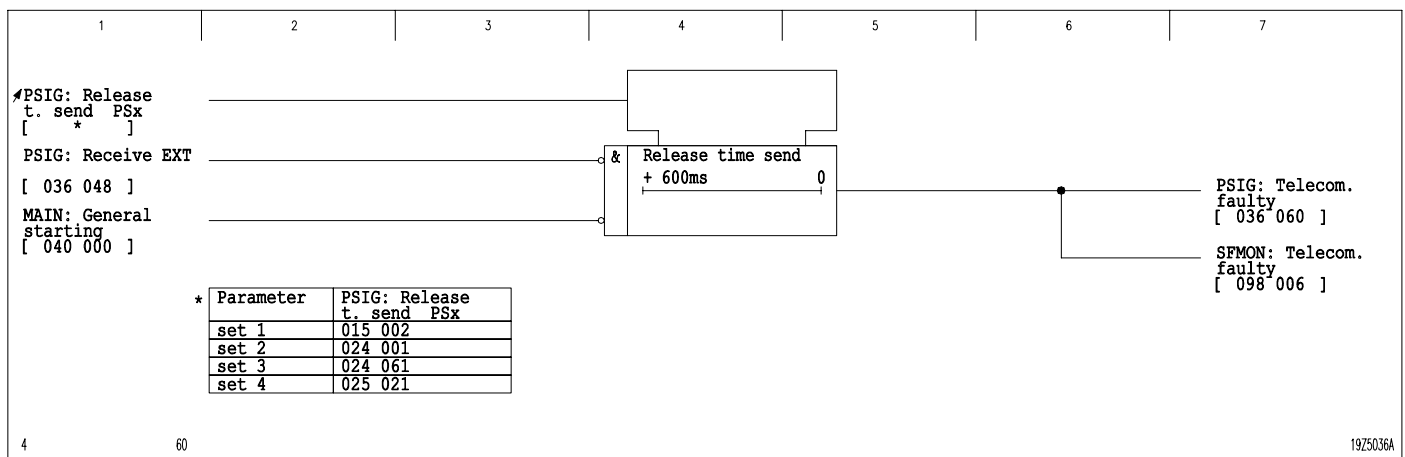 1 2 3 4 5 6 7
PSIG: Release
t. send PSx
[ * ]
PSIG: Receive EXT
[ 036 048 ]
MAIN: General
starting
[ 040 000 ]
& Release time send
+ 600ms 0
PSIG: Telecom.
faulty
[ 036 060 ]
SFMON: Telecom.
faulty
[ 098 006 ]
* Parameter PSIG: Release
t. send PSx
set 1 015 002
set 2 024 001
set 3 024 061
set 4 025 021
4 60 19Z5036A